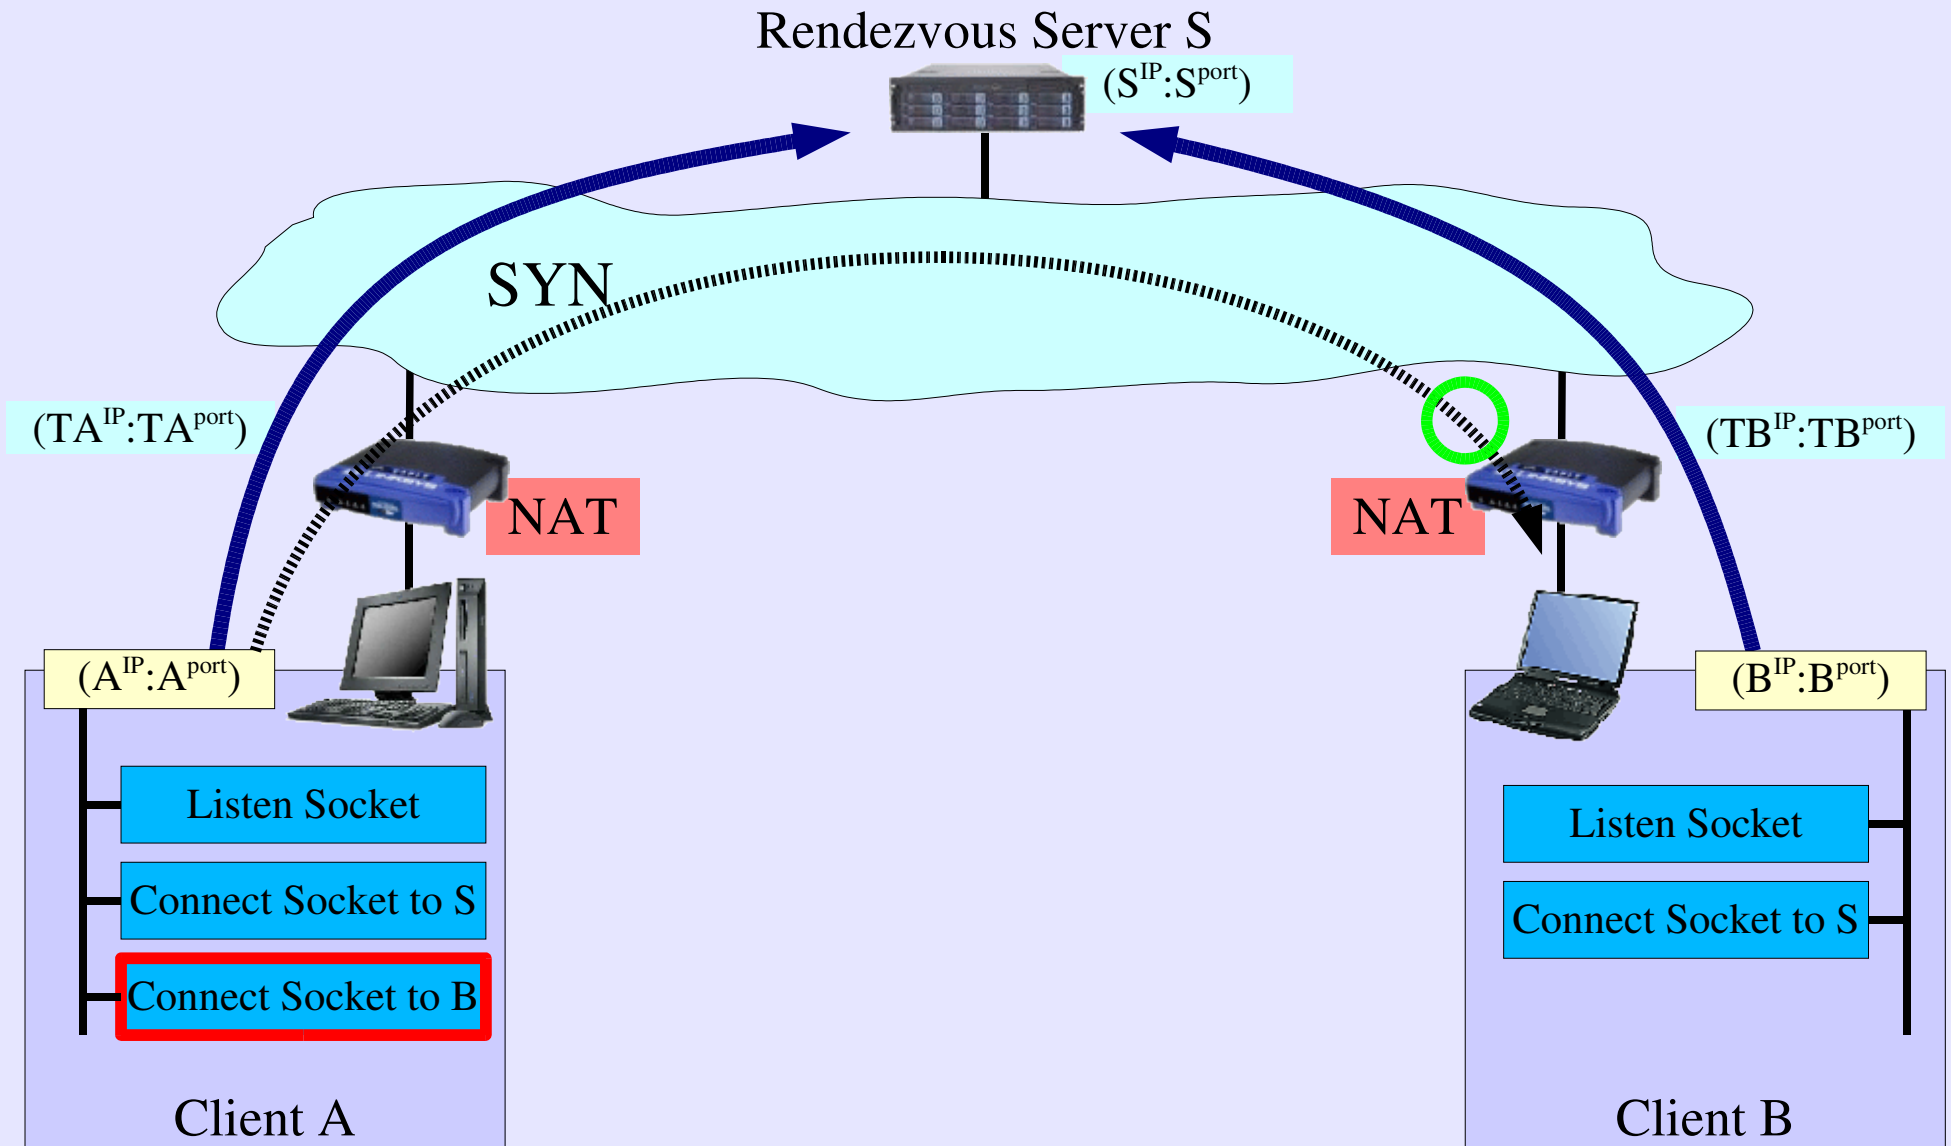 Rendezvous Server S
(S^IP:S^port)
SYN
(TA^IP:TA^port)
(TB^IP:TB^port)
NAT
NAT
(A^IP:A^port)
(B^IP:B^port)
Listen Socket
Connect Socket to S
Connect Socket to B
Listen Socket
Connect Socket to S
Client A
Client B